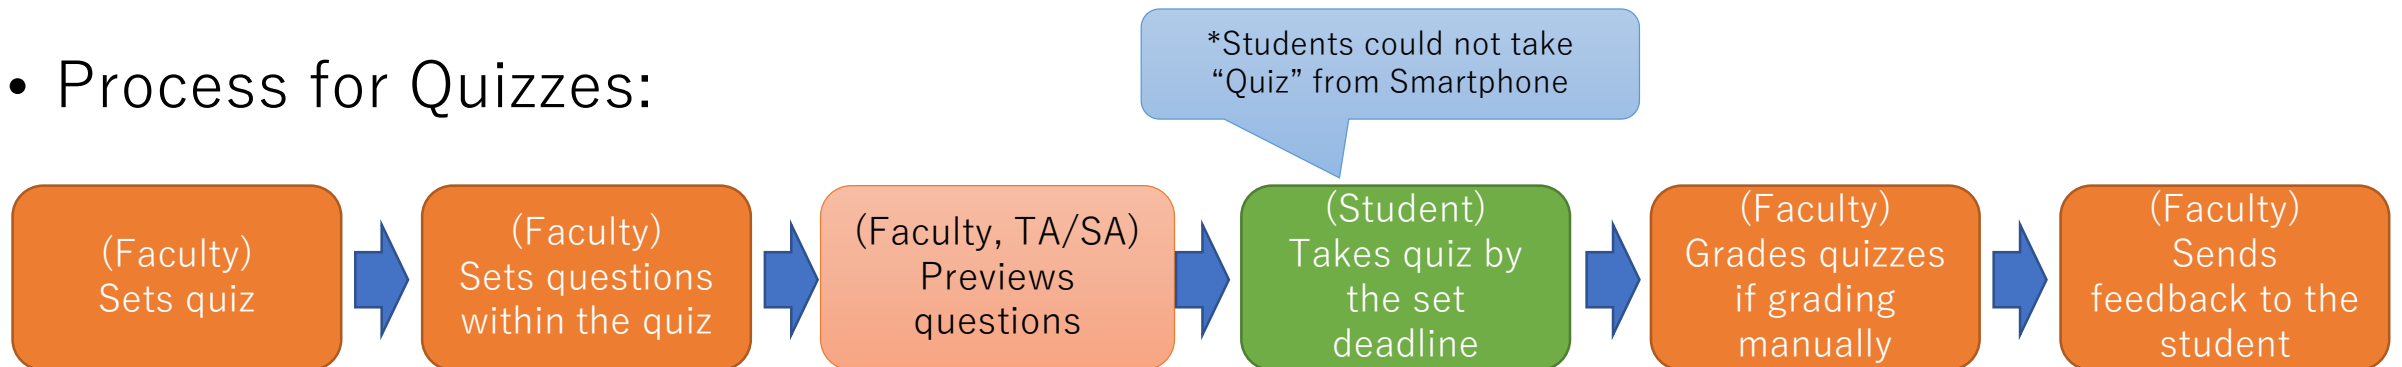 • Process for Quizzes:
*Students could not take
“Quiz” from Smartphone
(Faculty)
Sets quiz
(Faculty)
Sets questions
within the quiz
(Faculty, TA/SA)
Previews
questions
(Student)
Takes quiz by
the set
deadline
(Faculty)
Grades quizzes
if grading
manually
(Faculty)
Sends
feedback to the
student